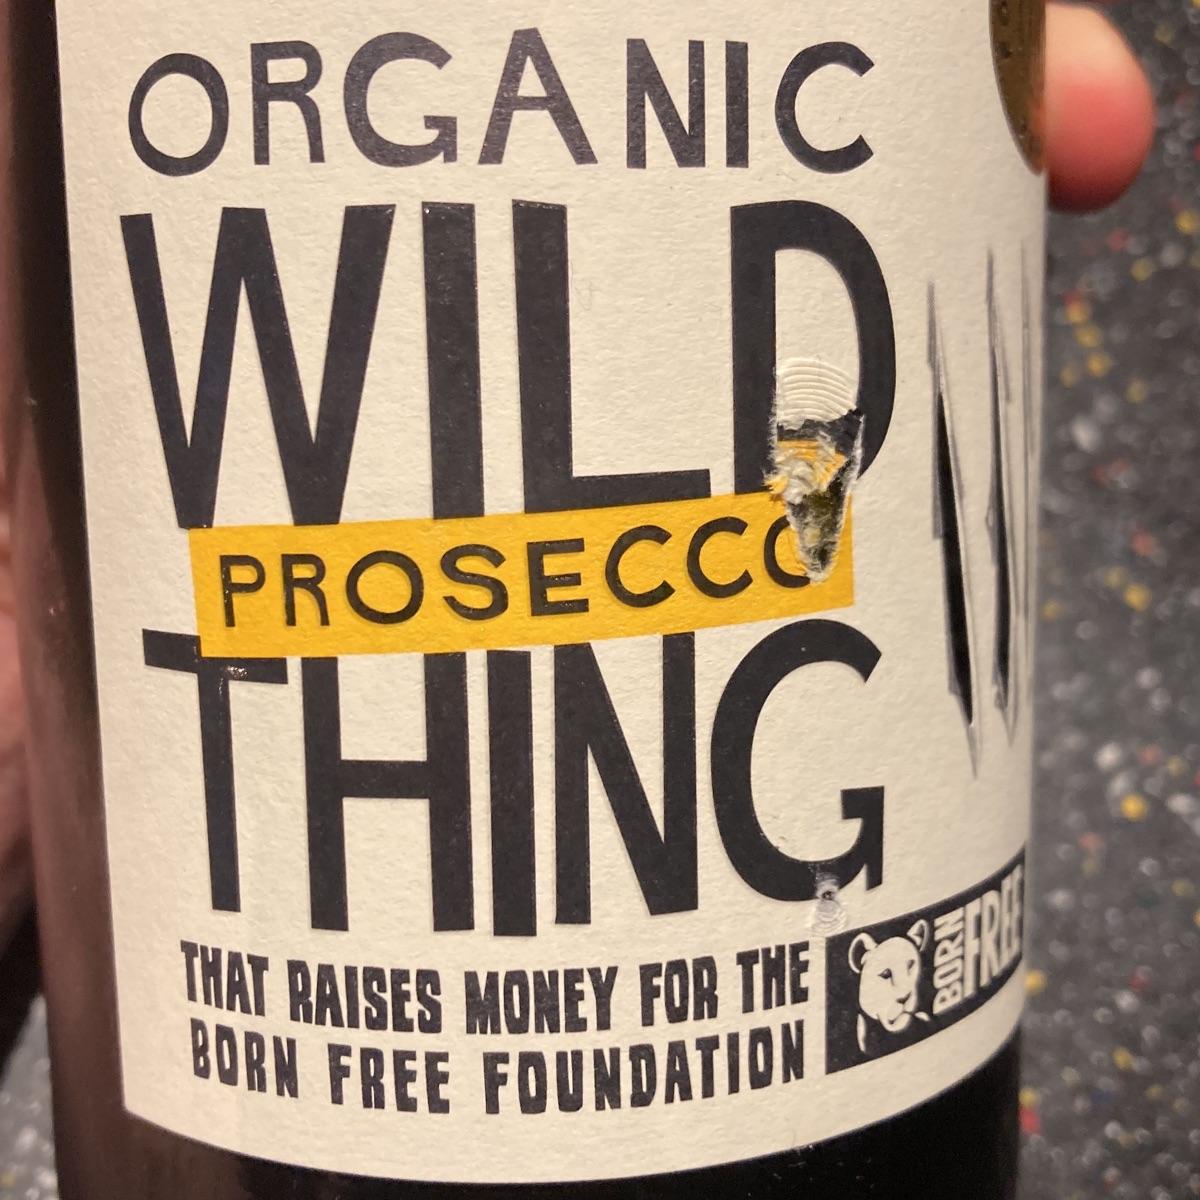 ORGANIC
WILD
PROSECCO
THING
THAT RAISES MONEY FOR THE
BORN FREE FOUNDATION
BORN
FREE